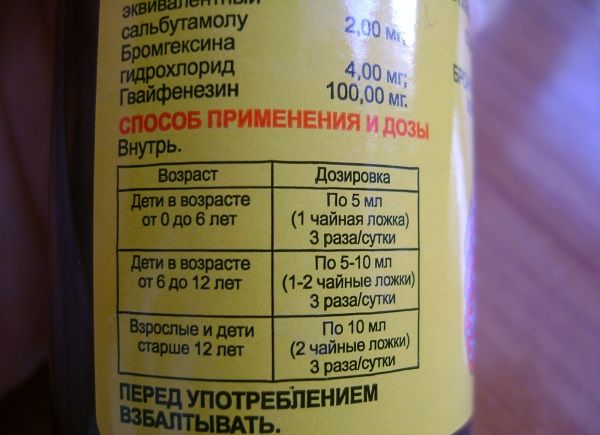 эквивалентный
сальбутамолу 2,00 мг,
Бромгексина
гидрохлорид 4,00 мг;
Гвайфенезин 100,00 мг.
СПОСОБ ПРИМЕНЕНИЯ И ДОЗЫ
Внутрь.
Возраст Дозировка
Дети в возрасте По 5 мл
от 0 до 6 лет (1 чайная ложка)
3 раза/сутки
Дети в возрасте По 5-10 мл
от 6 до 12 лет (1-2 чайные ложки)
3 раза/сутки
Взрослые и дети По 10 мл
старше 12 лет (2 чайные ложки)
3 раза/сутки
ПЕРЕД УПОТРЕБЛЕНИЕМ
ВЗБАЛТЫВАТЬ.